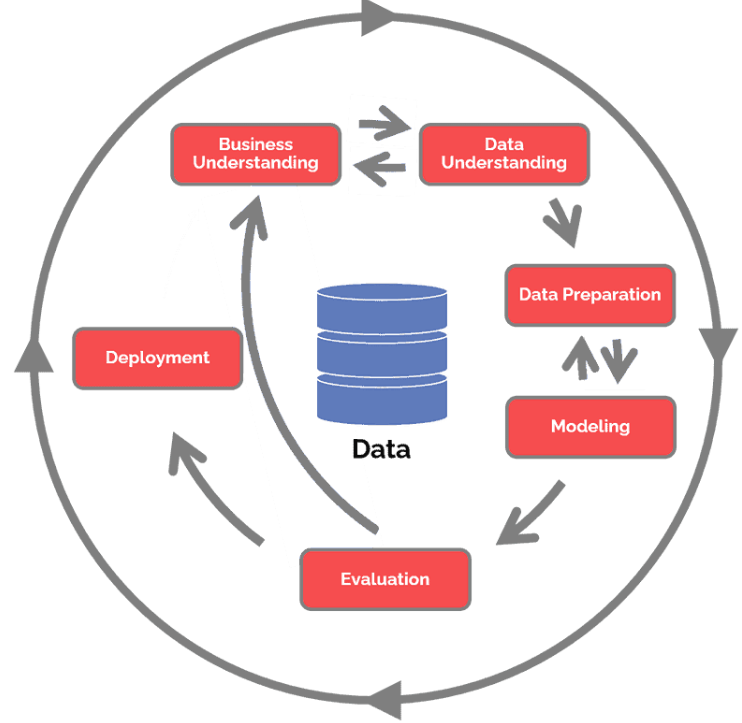 Business
Understanding
Data
Understanding
Data Preparation
Deployment
Modeling
Data
Evaluation